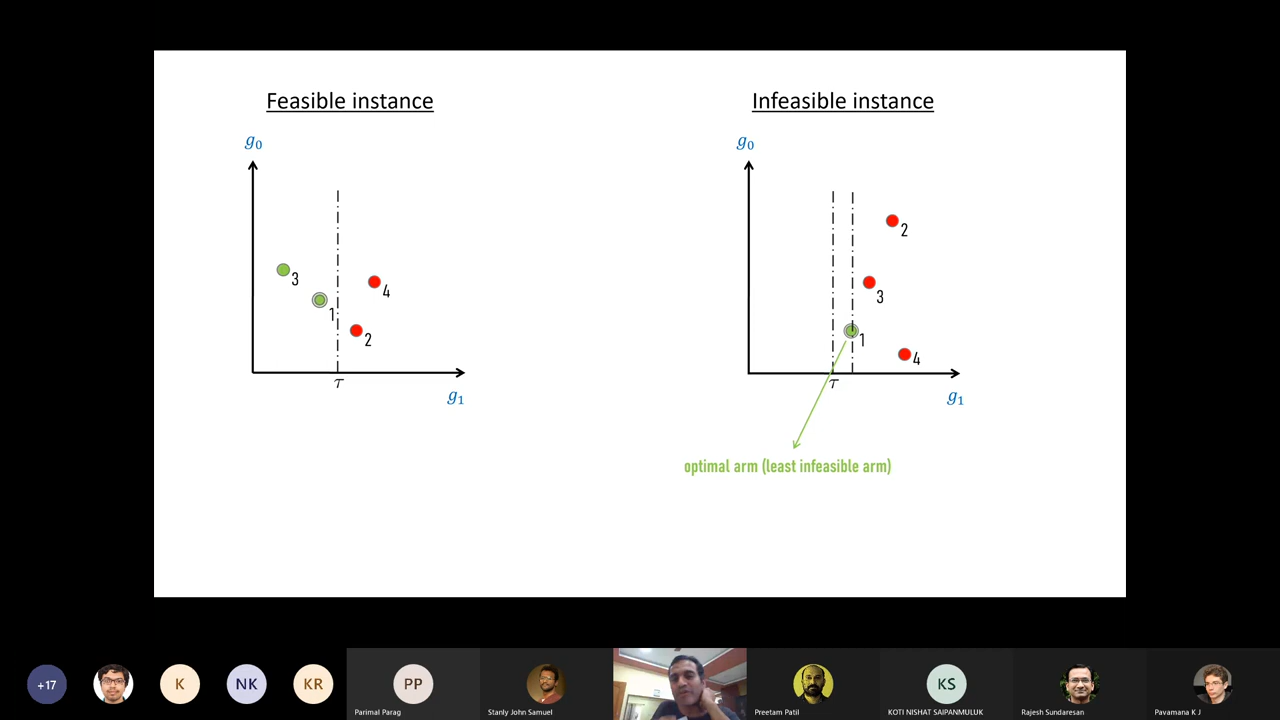 Feasible instance
g₀
3
1
4
2
τ
g₁
Infeasible instance
g₀
2
3
1
4
τ
g₁
optimal arm (least infeasible arm)
+17
K
NK
KR
PP
Parimal Parag
Stanly John Samuel
Preetam Patil
KS
KOTI NISHAT SAIPANMULUK
Rajesh Sundaresan
Pavamana K J